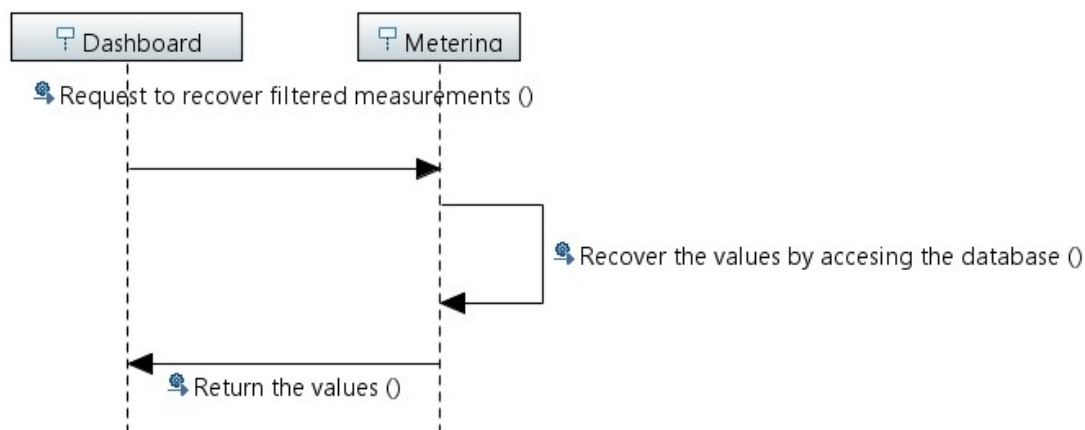 Dashboard
Metering
Request to recover filtered measurements ()
Recover the values by accesing the database ()
Return the values ()